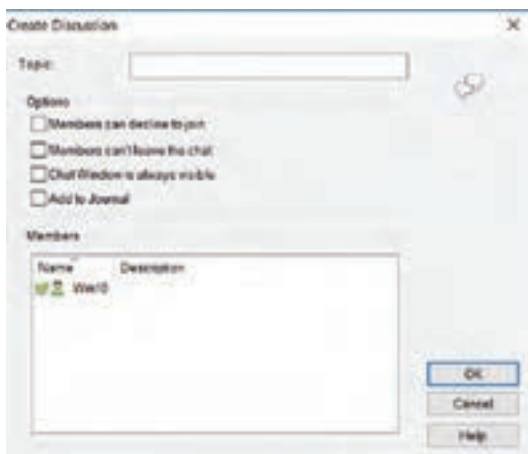 Create Discussion
Topic:
Options
Members can decline to join
Members can't leave the chat
Chat Window is always visible
Add to Journal
Members
Name Description
Win10
OK
Cancel
Help